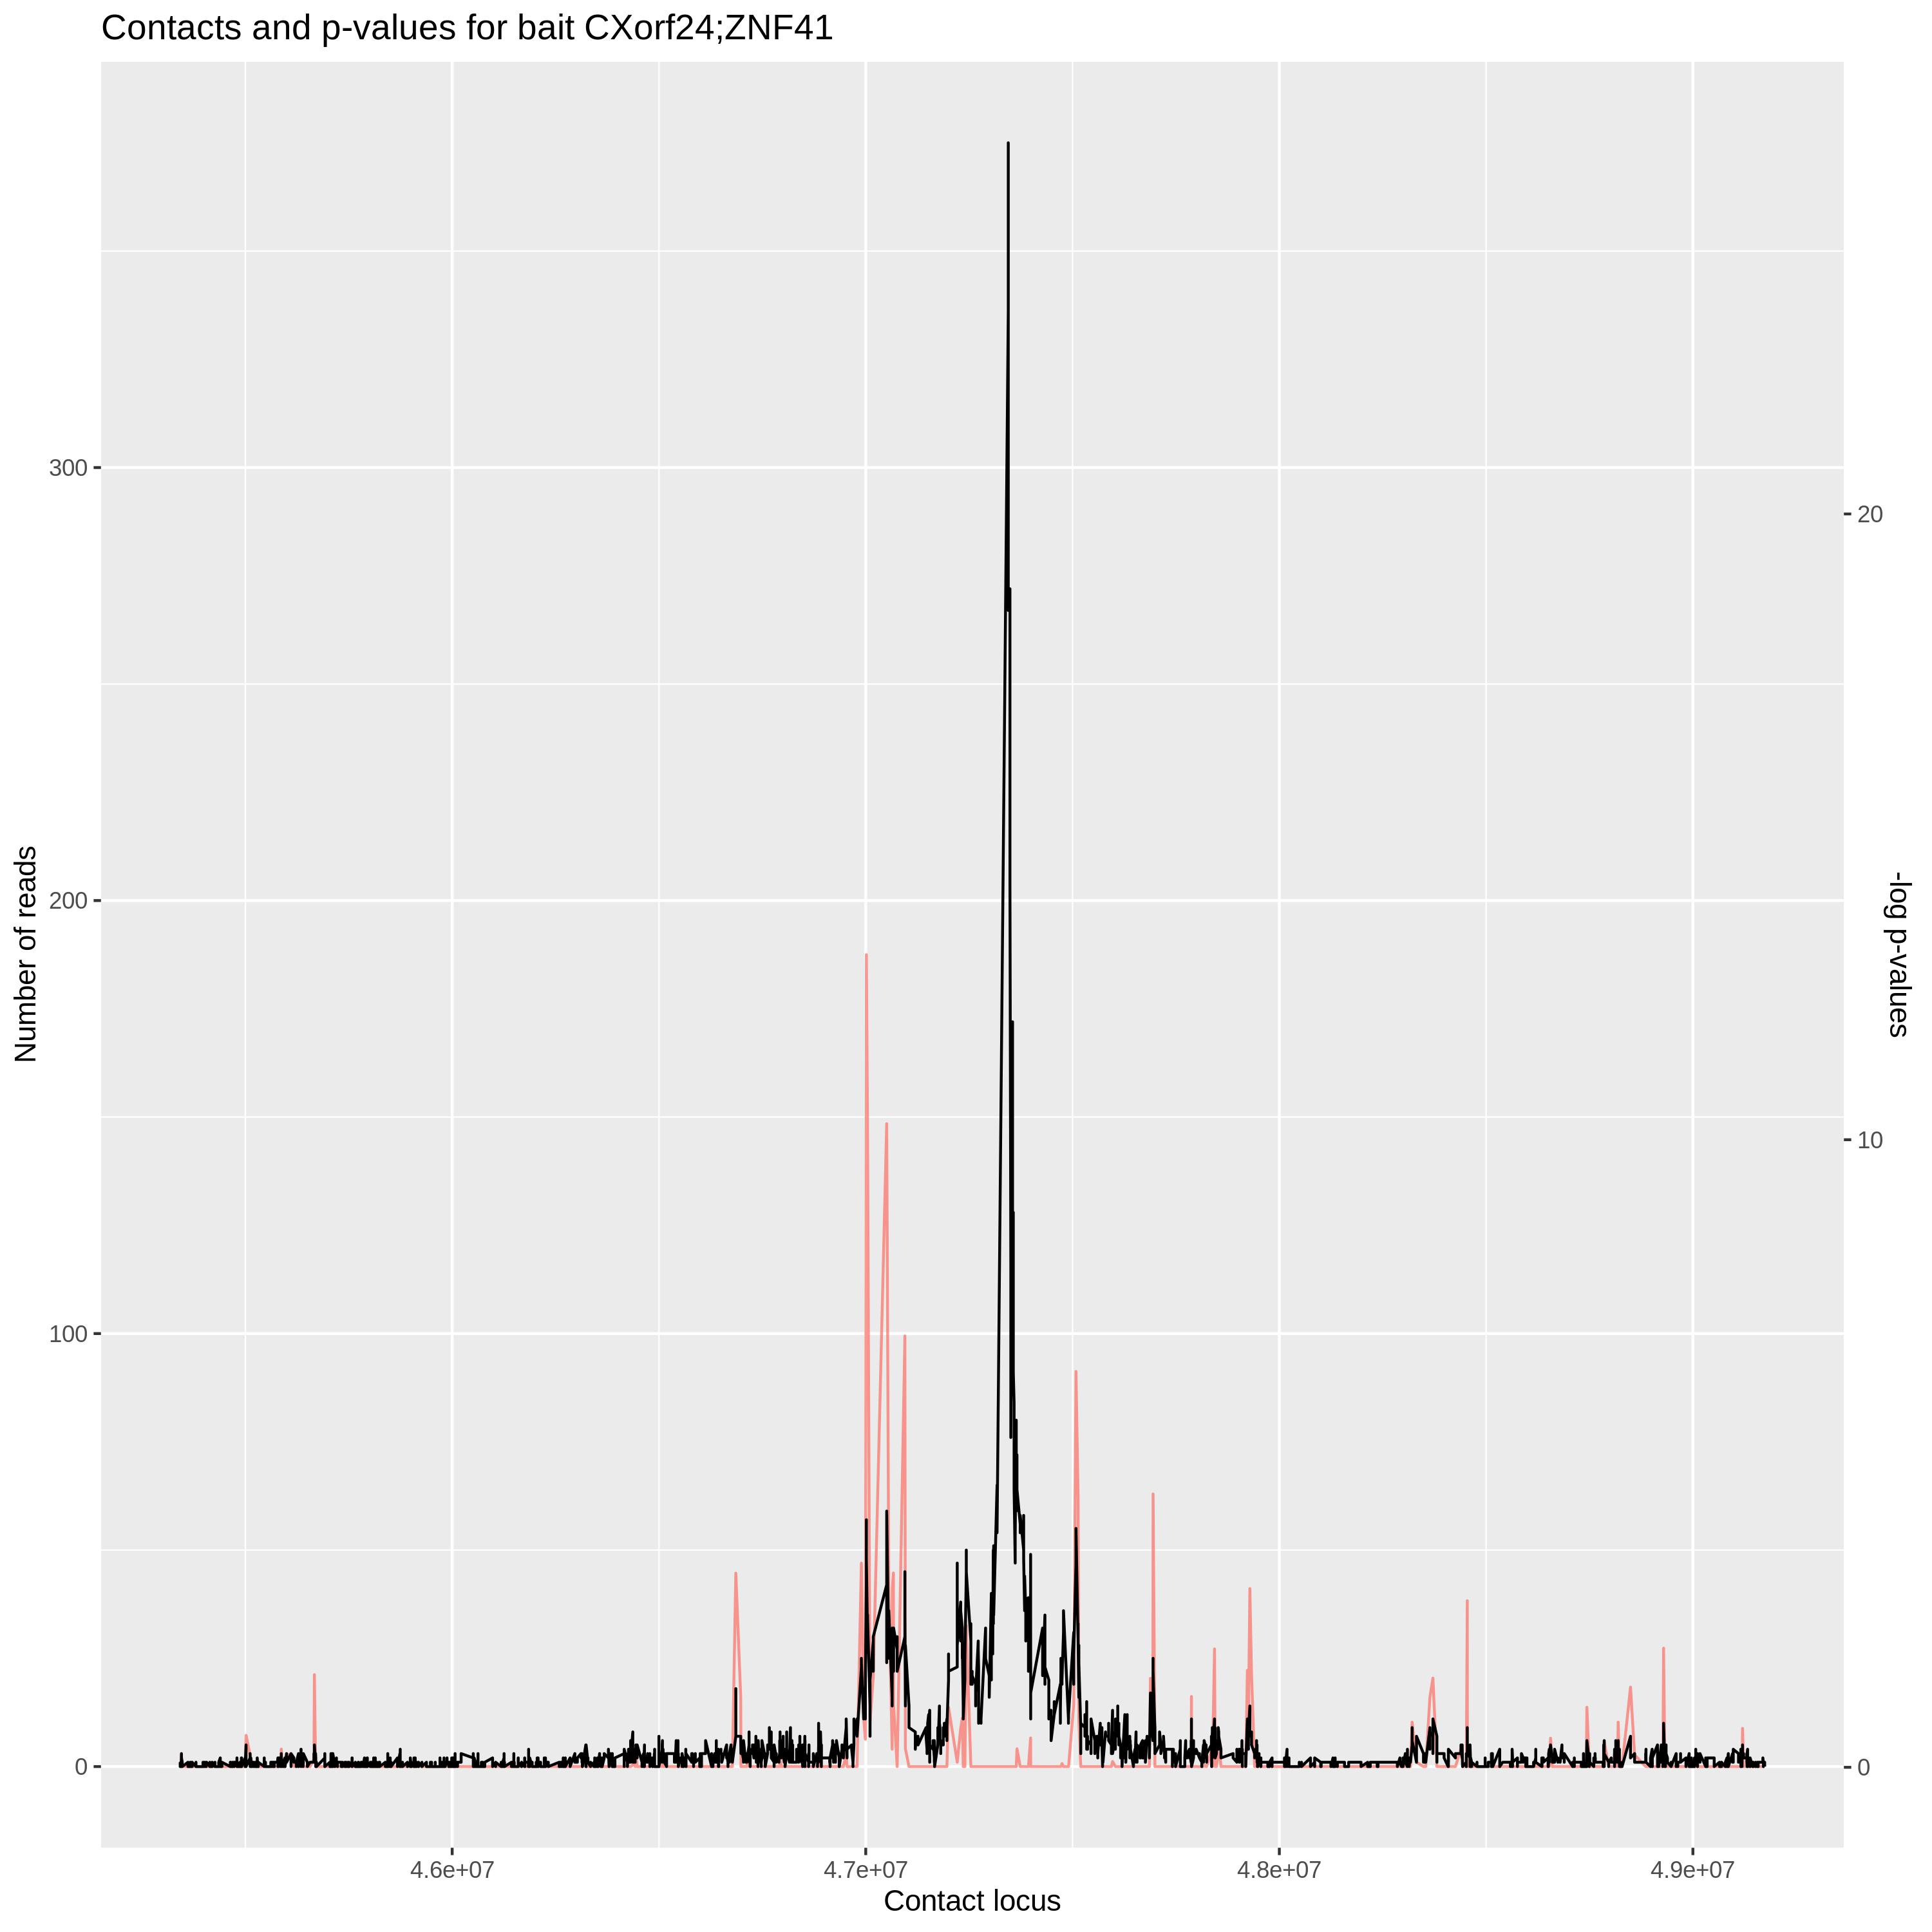 Contacts and p-values for bait CXorf24;ZNF41
Number of reads
300
200
100
0
20
10
0
-log p-values
4.6e+07
4.7e+07
4.8e+07
4.9e+07
Contact locus